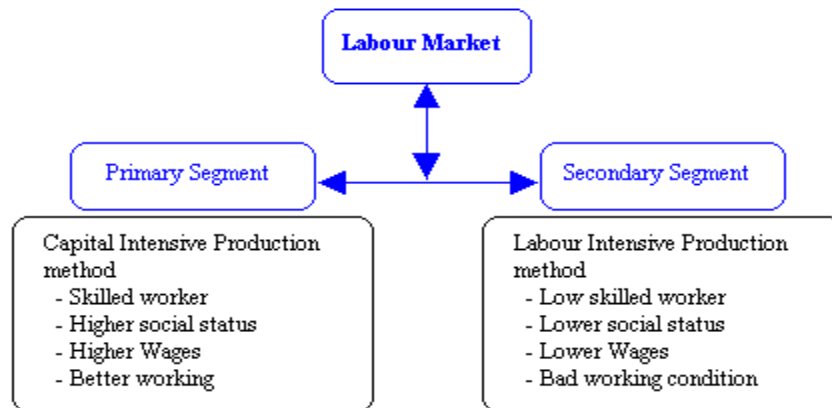 Labour Market
Primary Segment
Secondary Segment
Capital Intensive Production
method
- Skilled worker
- Higher social status
- Higher Wages
- Better working
Labour Intensive Production
method
- Low skilled worker
- Lower social status
- Lower Wages
- Bad working condition